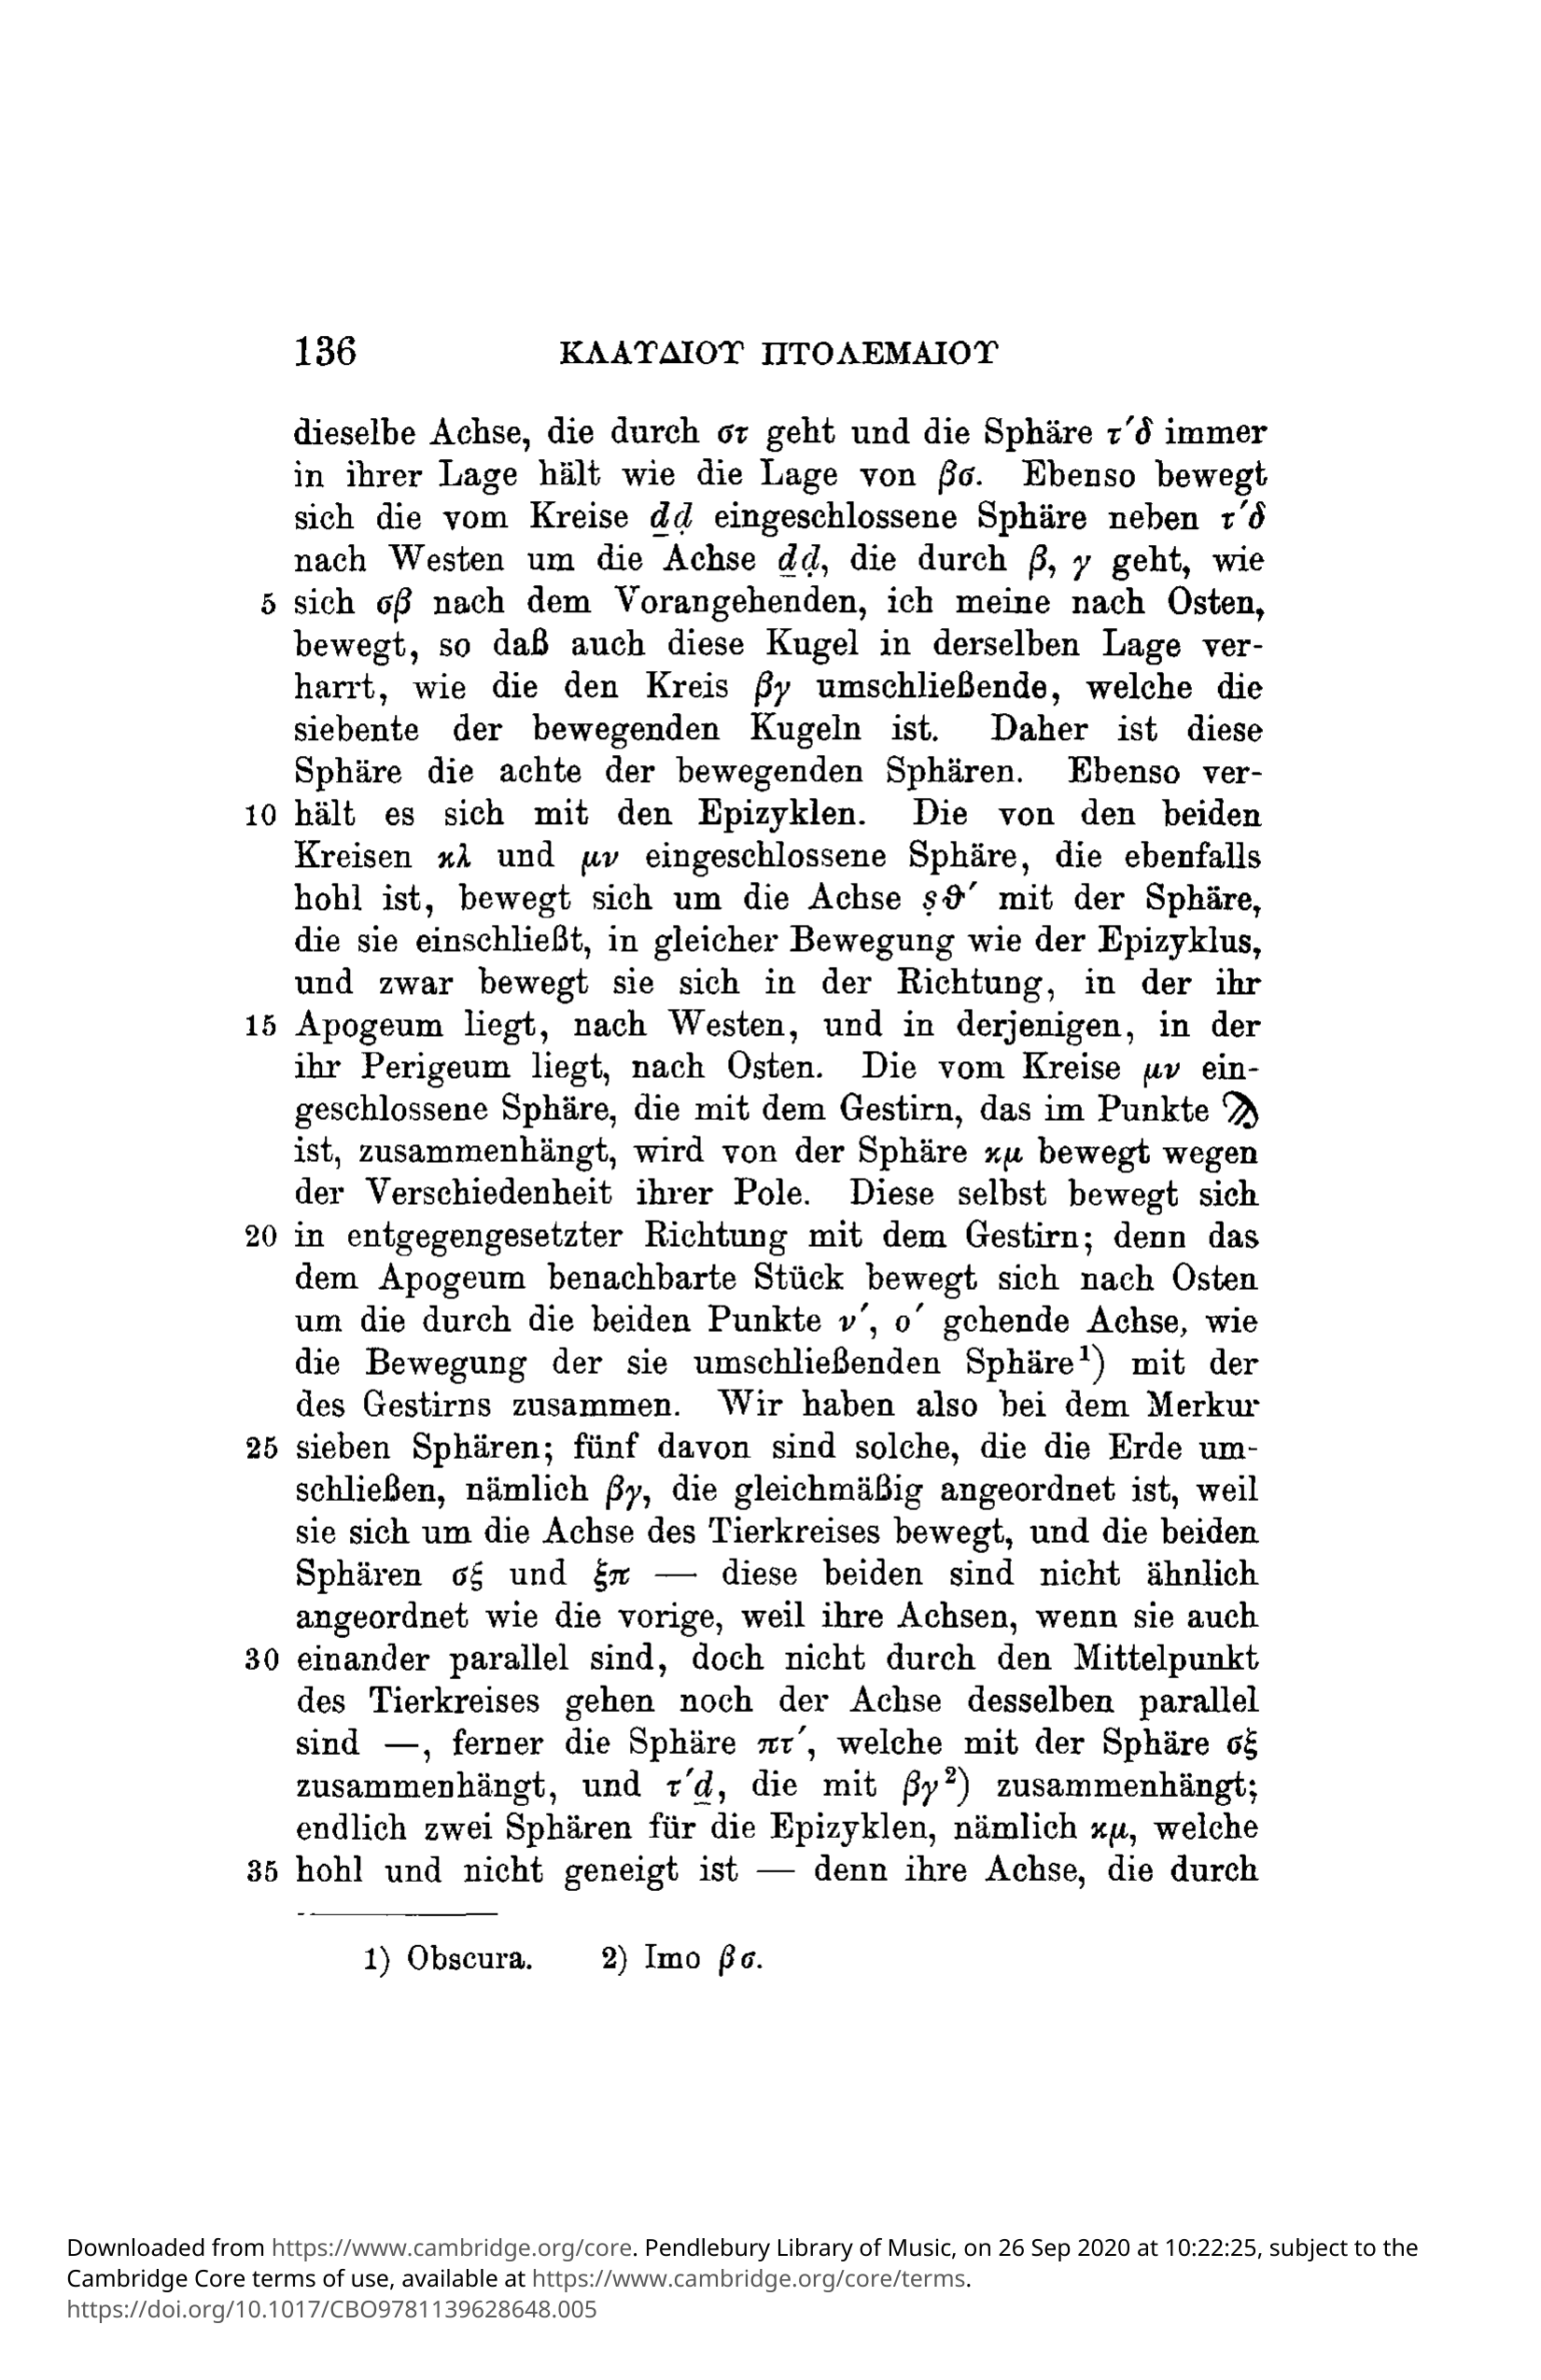 136 ΚΛΑΥΔΙΟΥ ΠΤΟΛΕΜΑΙΟΥ
dieselbe Achse, die durch στ geht und die Sphäre τ′δ immer
in ihrer Lage hält wie die Lage von βσ. Ebenso bewegt
sich die vom Kreise ḏḍ eingeschlossene Sphäre neben τ′δ
nach Westen um die Achse ḏḍ, die durch β, γ geht, wie
5 sich σβ nach dem Vorangehenden, ich meine nach Osten,
bewegt, so daß auch diese Kugel in derselben Lage ver-
harrt, wie die den Kreis βγ umschließende, welche die
siebente der bewegenden Kugeln ist. Daher ist diese
Sphäre die achte der bewegenden Sphären. Ebenso ver-
10 hält es sich mit den Epizyklen. Die von den beiden
Kreisen κλ und μν eingeschlossene Sphäre, die ebenfalls
hohl ist, bewegt sich um die Achse ṣϑ′ mit der Sphäre,
die sie einschließt, in gleicher Bewegung wie der Epizyklus,
und zwar bewegt sie sich in der Richtung, in der ihr
15 Apogeum liegt, nach Westen, und in derjenigen, in der
ihr Perigeum liegt, nach Osten. Die vom Kreise μν ein-
geschlossene Sphäre, die mit dem Gestirn, das im Punkte
ist, zusammenhängt, wird von der Sphäre κμ bewegt wegen
der Verschiedenheit ihrer Pole. Diese selbst bewegt sich
20 in entgegengesetzter Richtung mit dem Gestirn; denn das
dem Apogeum benachbarte Stück bewegt sich nach Osten
um die durch die beiden Punkte ν′, ο′ gehende Achse, wie
die Bewegung der sie umschließenden Sphäre¹) mit der
des Gestirns zusammen. Wir haben also bei dem Merkur
25 sieben Sphären; fünf davon sind solche, die die Erde um-
schließen, nämlich βγ, die gleichmäßig angeordnet ist, weil
sie sich um die Achse des Tierkreises bewegt, und die beiden
Sphären σξ und ξπ — diese beiden sind nicht ähnlich
angeordnet wie die vorige, weil ihre Achsen, wenn sie auch
30 einander parallel sind, doch nicht durch den Mittelpunkt
des Tierkreises gehen noch der Achse desselben parallel
sind —, ferner die Sphäre πτ′, welche mit der Sphäre σξ
zusammenhängt, und τ′ḏ, die mit βγ²) zusammenhängt;
endlich zwei Sphären für die Epizyklen, nämlich κμ, welche
35 hohl und nicht geneigt ist — denn ihre Achse, die durch
1) Obscura. 2) Imo βσ.
Downloaded from https://www.cambridge.org/core. Pendlebury Library of Music, on 26 Sep 2020 at 10:22:25, subject to the
Cambridge Core terms of use, available at https://www.cambridge.org/core/terms.
https://doi.org/10.1017/CBO9781139628648.005